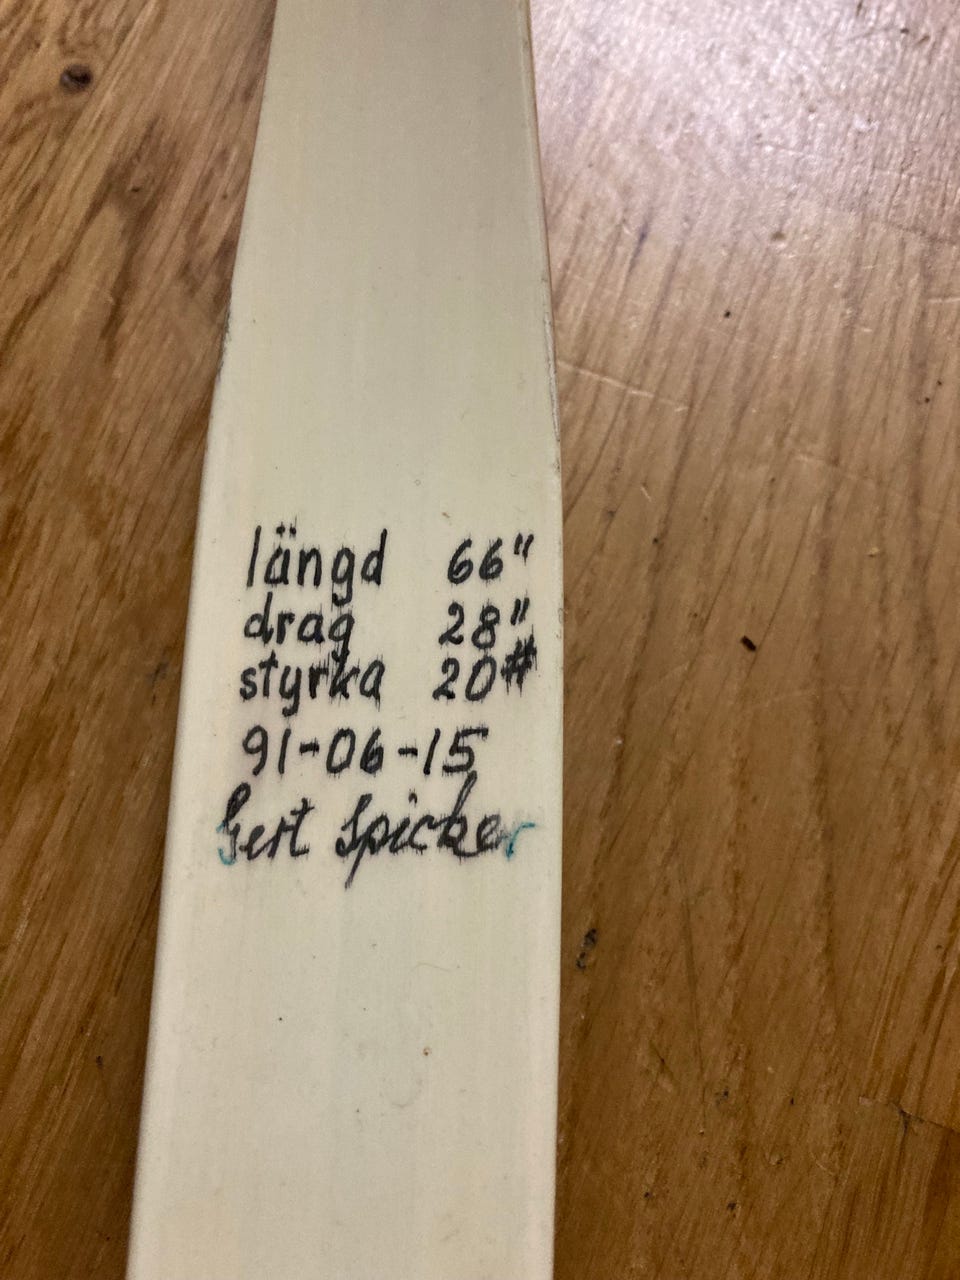 längd 66"
drag 28"
styrka 20#
91-06-15
Gert Spicker